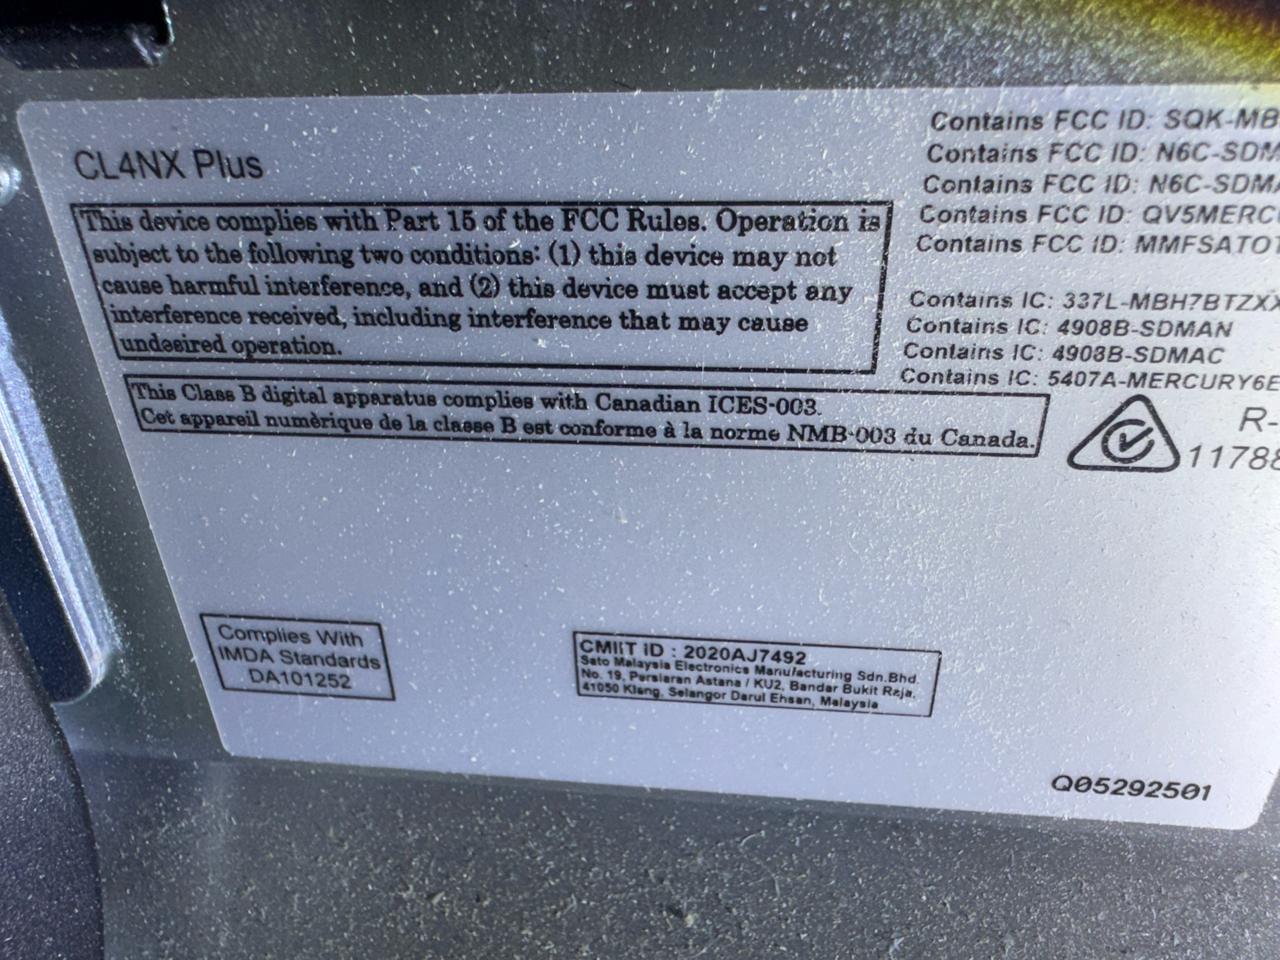 CL4NX Plus
This device complies with Part 15 of the FCC Rules. Operation is
subject to the following two conditions: (1) this device may not
cause harmful interference, and (2) this device must accept any
interference received, including interference that may cause
undesired operation.
This Class B digital apparatus complies with Canadian ICES-003.
Cet appareil numèrique de la classe B est conforme à la norme NMB-003 du Canada.
Contains FCC ID: SQK-MB
Contains FCC ID: N6C-SDM
Contains FCC ID: N6C-SDMA
Contains FCC ID: QV5MERCU
Contains FCC ID: MMFSATO
Contains IC: 337L-MBH7BTZX
Contains IC: 4908B-SDMAN
Contains IC: 4908B-SDMAC
Contains IC: 5407A-MERCURY6E
R-
11788
Complies With
IMDA Standards
DA101252
CMIIT ID : 2020AJ7492
Sato Malaysia Electronics Manufacturing Sdn.Bhd.
No. 19, Persiaran Astana / KU2, Bandar Bukit Raja,
41050 Klang, Selangor Darul Ehsan, Malaysia
Q05292501